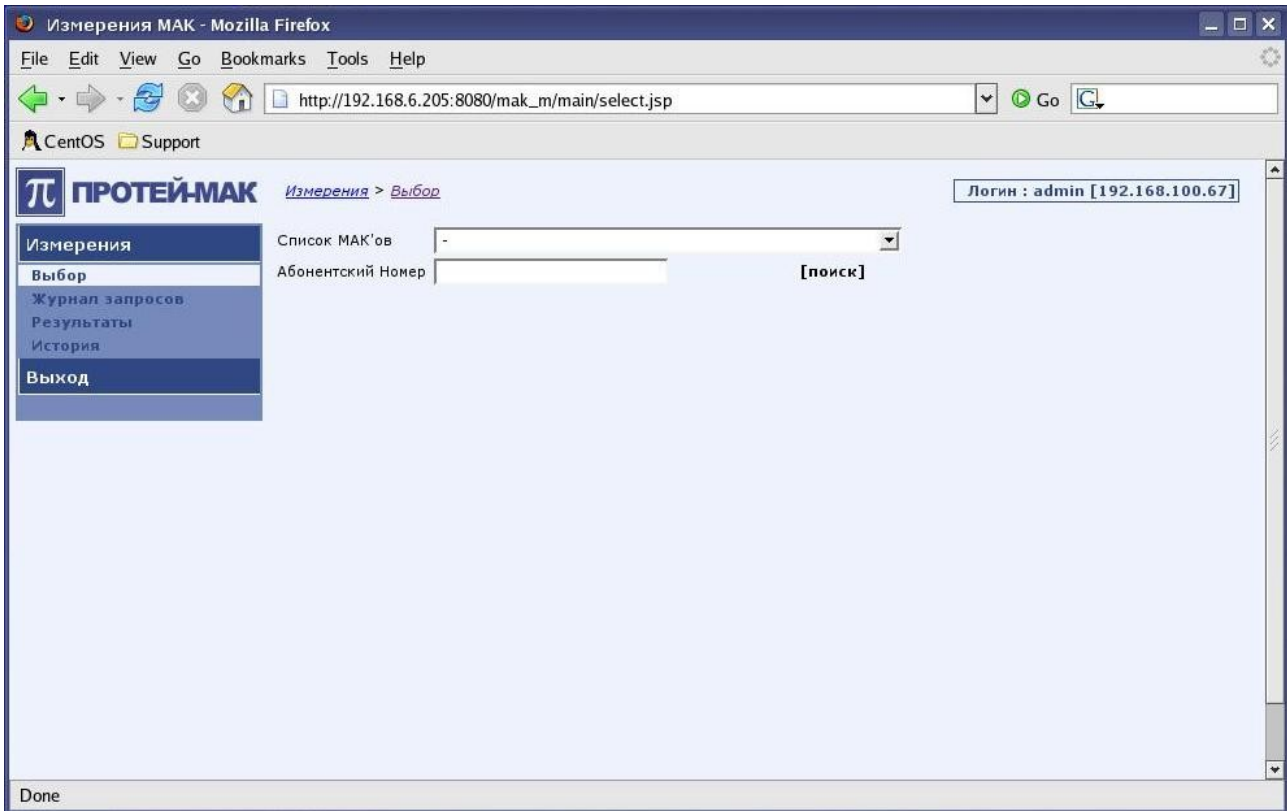 Измерения МАК - Mozilla Firefox
File Edit View Go Bookmarks Tools Help
http://192.168.6.205:8080/mak_m/main/select.jsp Go G
CentOS Support
π ПРОТЕЙ-МАК Измерения > Выбор Логин : admin [192.168.100.67]
Измерения
Выбор
Журнал запросов
Результаты
История
Выход
Список МАК'ов -
Абонентский Номер [поиск]
Done